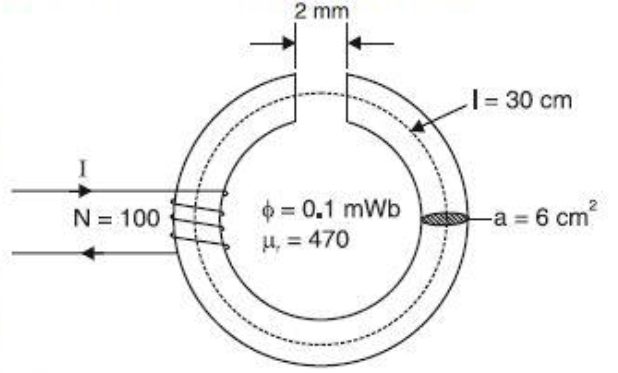 2 mm
l = 30 cm
I
N = 100
ϕ = 0.1 mWb
μr = 470
a = 6 cm²